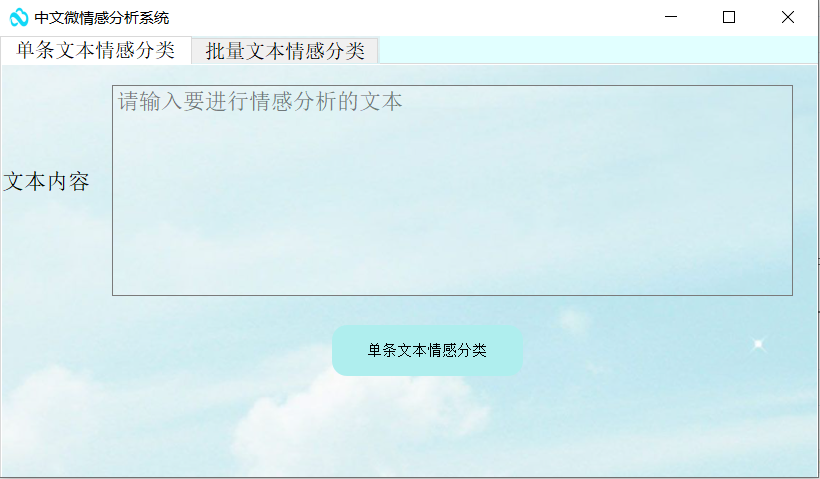 中文微情感分析系统
单条文本情感分类 批量文本情感分类
请输入要进行情感分析的文本
文本内容
单条文本情感分类